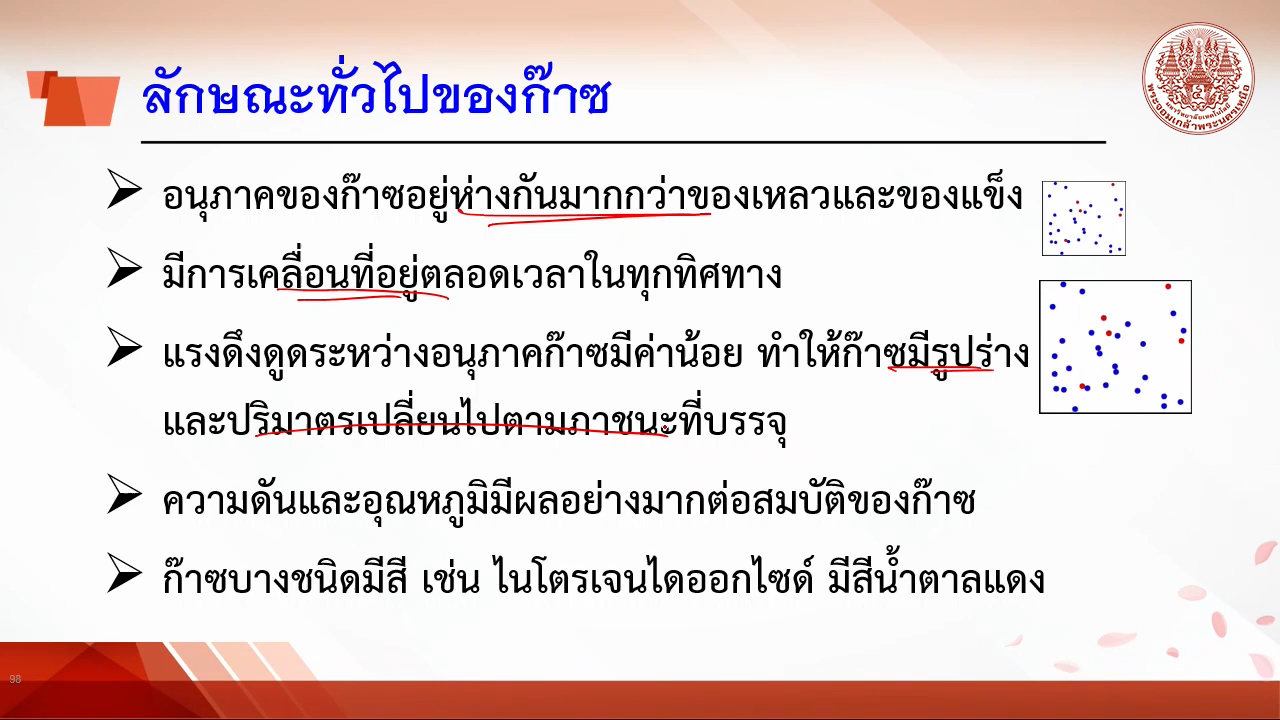 ลักษณะทั่วไปของก๊าซ
อนุภาคของก๊าซอยู่ห่างกันมากกว่าของเหลวและของแข็ง
มีการเคลื่อนที่อยู่ตลอดเวลาในทุกทิศทาง
แรงดึงดูดระหว่างอนุภาคก๊าซมีค่าน้อย ทำให้ก๊าซมีรูปร่าง
และปริมาตรเปลี่ยนไปตามภาชนะที่บรรจุ
ความดันและอุณหภูมิมีผลอย่างมากต่อสมบัติของก๊าซ
ก๊าซบางชนิดมีสี เช่น ไนโตรเจนไดออกไซด์ มีสีน้ำตาลแดง
98